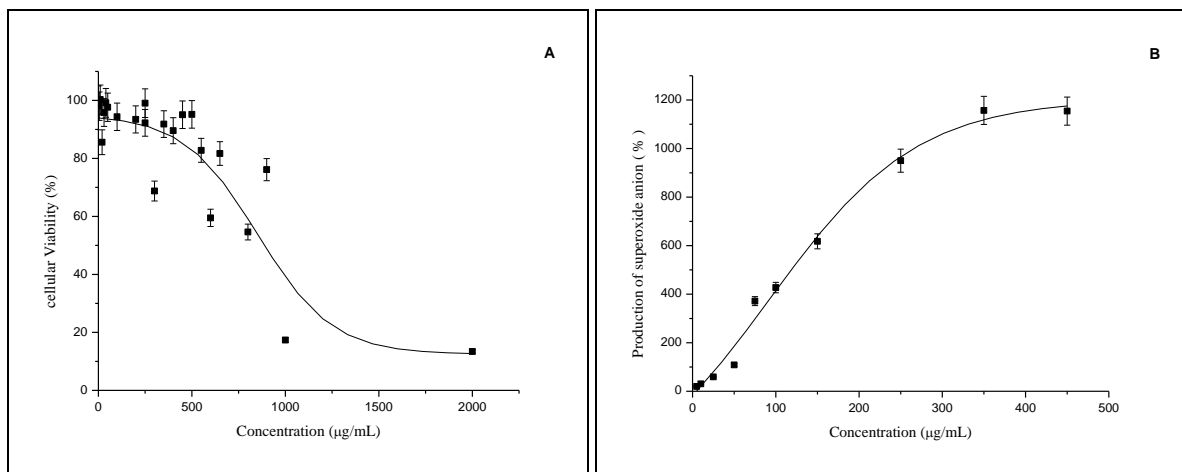 A
cellular Viability (%)
100
80
60
40
20
0
0 500 1000 1500 2000
Concentration (µg/mL)
B
Production of superoxide anion ( % )
1200
1000
800
600
400
200
0
0 100 200 300 400 500
Concentration (µg/mL)